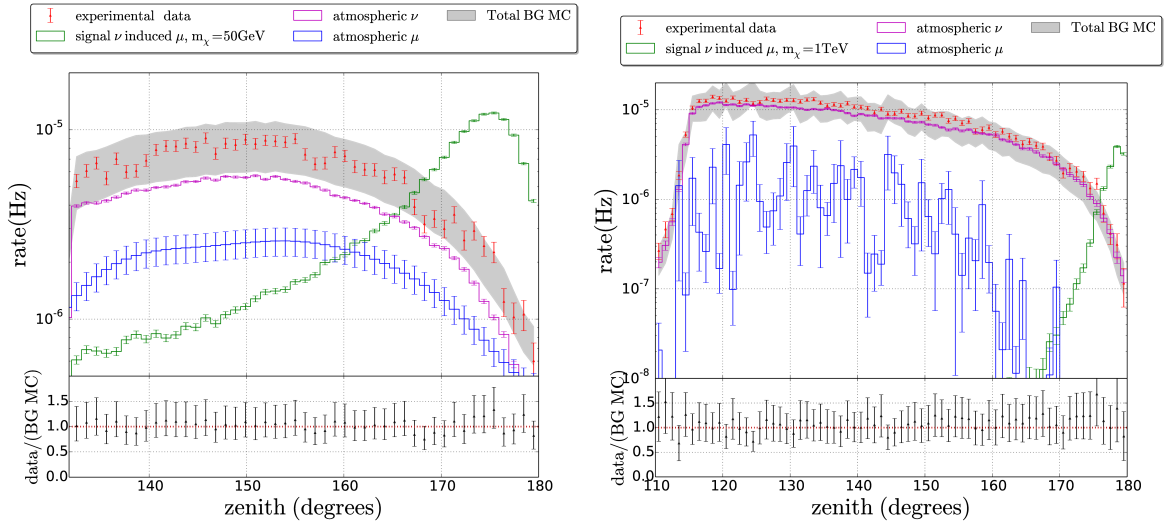 experimental data
signal ν induced μ, mχ=50GeV
atmospheric ν
atmospheric μ
Total BG MC
rate(Hz)
10⁻⁵
10⁻⁶
data/(BG MC)
1.5
1.0
0.5
0.0
140 150 160 170 180
zenith (degrees)
experimental data
signal ν induced μ, mχ=1TeV
atmospheric ν
atmospheric μ
Total BG MC
rate(Hz)
10⁻⁵
10⁻⁶
10⁻⁷
10⁻⁸
data/(BG MC)
1.5
1.0
0.5
0.0
110 120 130 140 150 160 170 180
zenith (degrees)